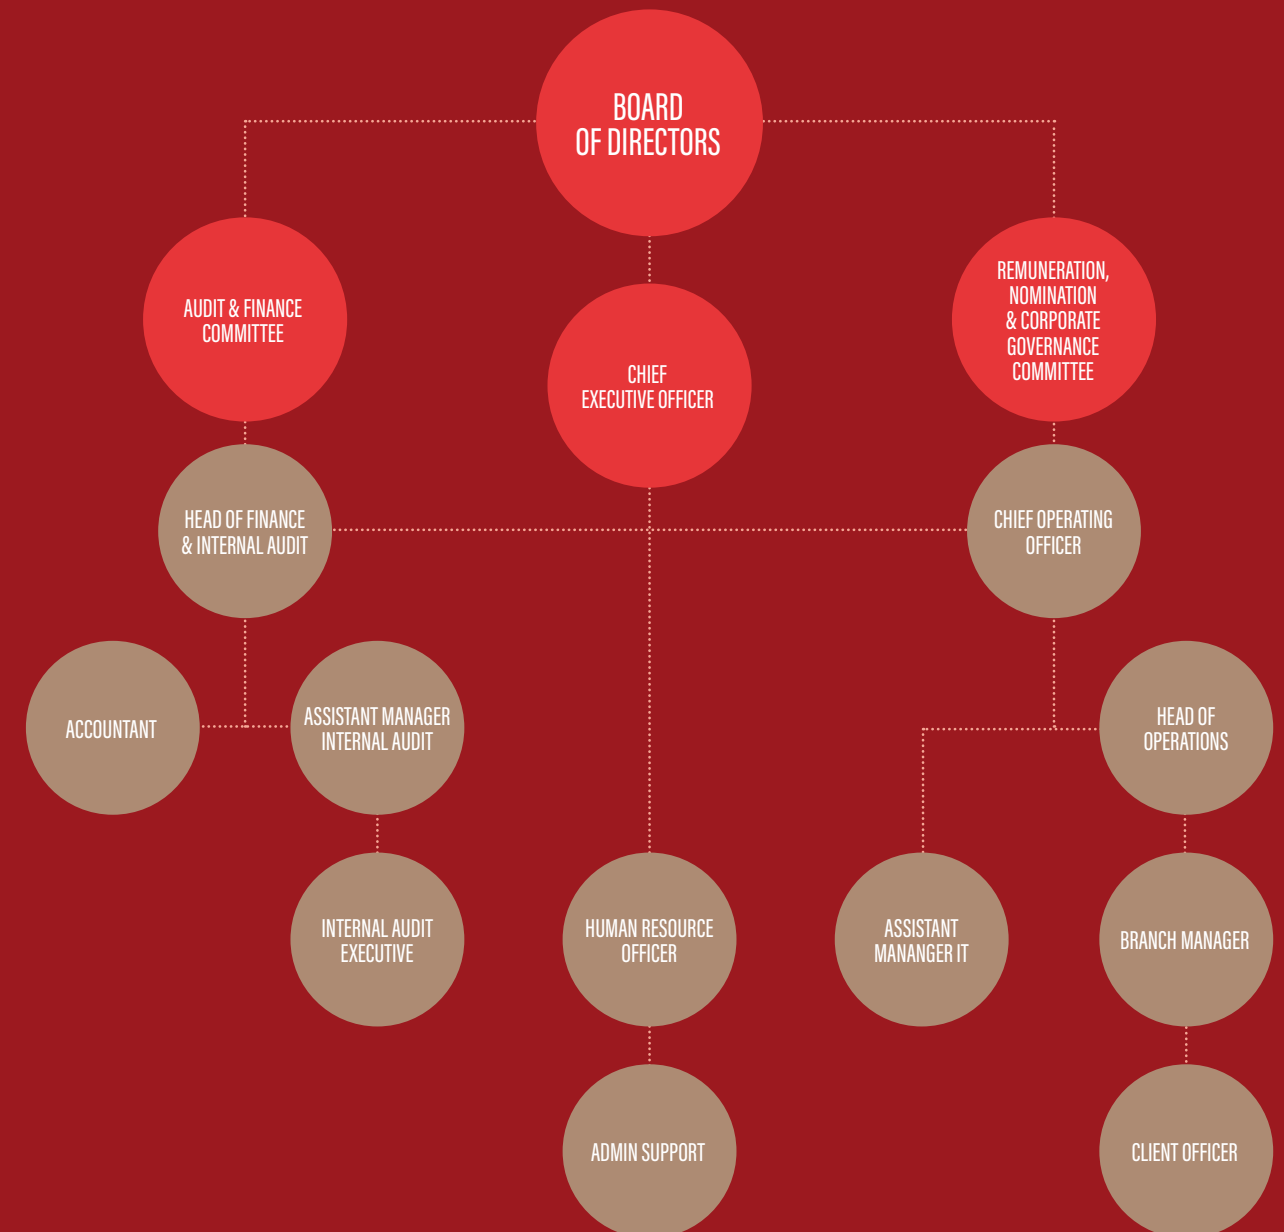 BOARD
OF DIRECTORS
AUDIT & FINANCE
COMMITTEE
CHIEF
EXECUTIVE OFFICER
REMUNERATION,
NOMINATION
& CORPORATE
GOVERNANCE
COMMITTEE
HEAD OF FINANCE
& INTERNAL AUDIT
CHIEF OPERATING
OFFICER
ACCOUNTANT
ASSISTANT MANAGER
INTERNAL AUDIT
HEAD OF
OPERATIONS
INTERNAL AUDIT
EXECUTIVE
HUMAN RESOURCE
OFFICER
ASSISTANT
MANANGER IT
BRANCH MANAGER
ADMIN SUPPORT
CLIENT OFFICER